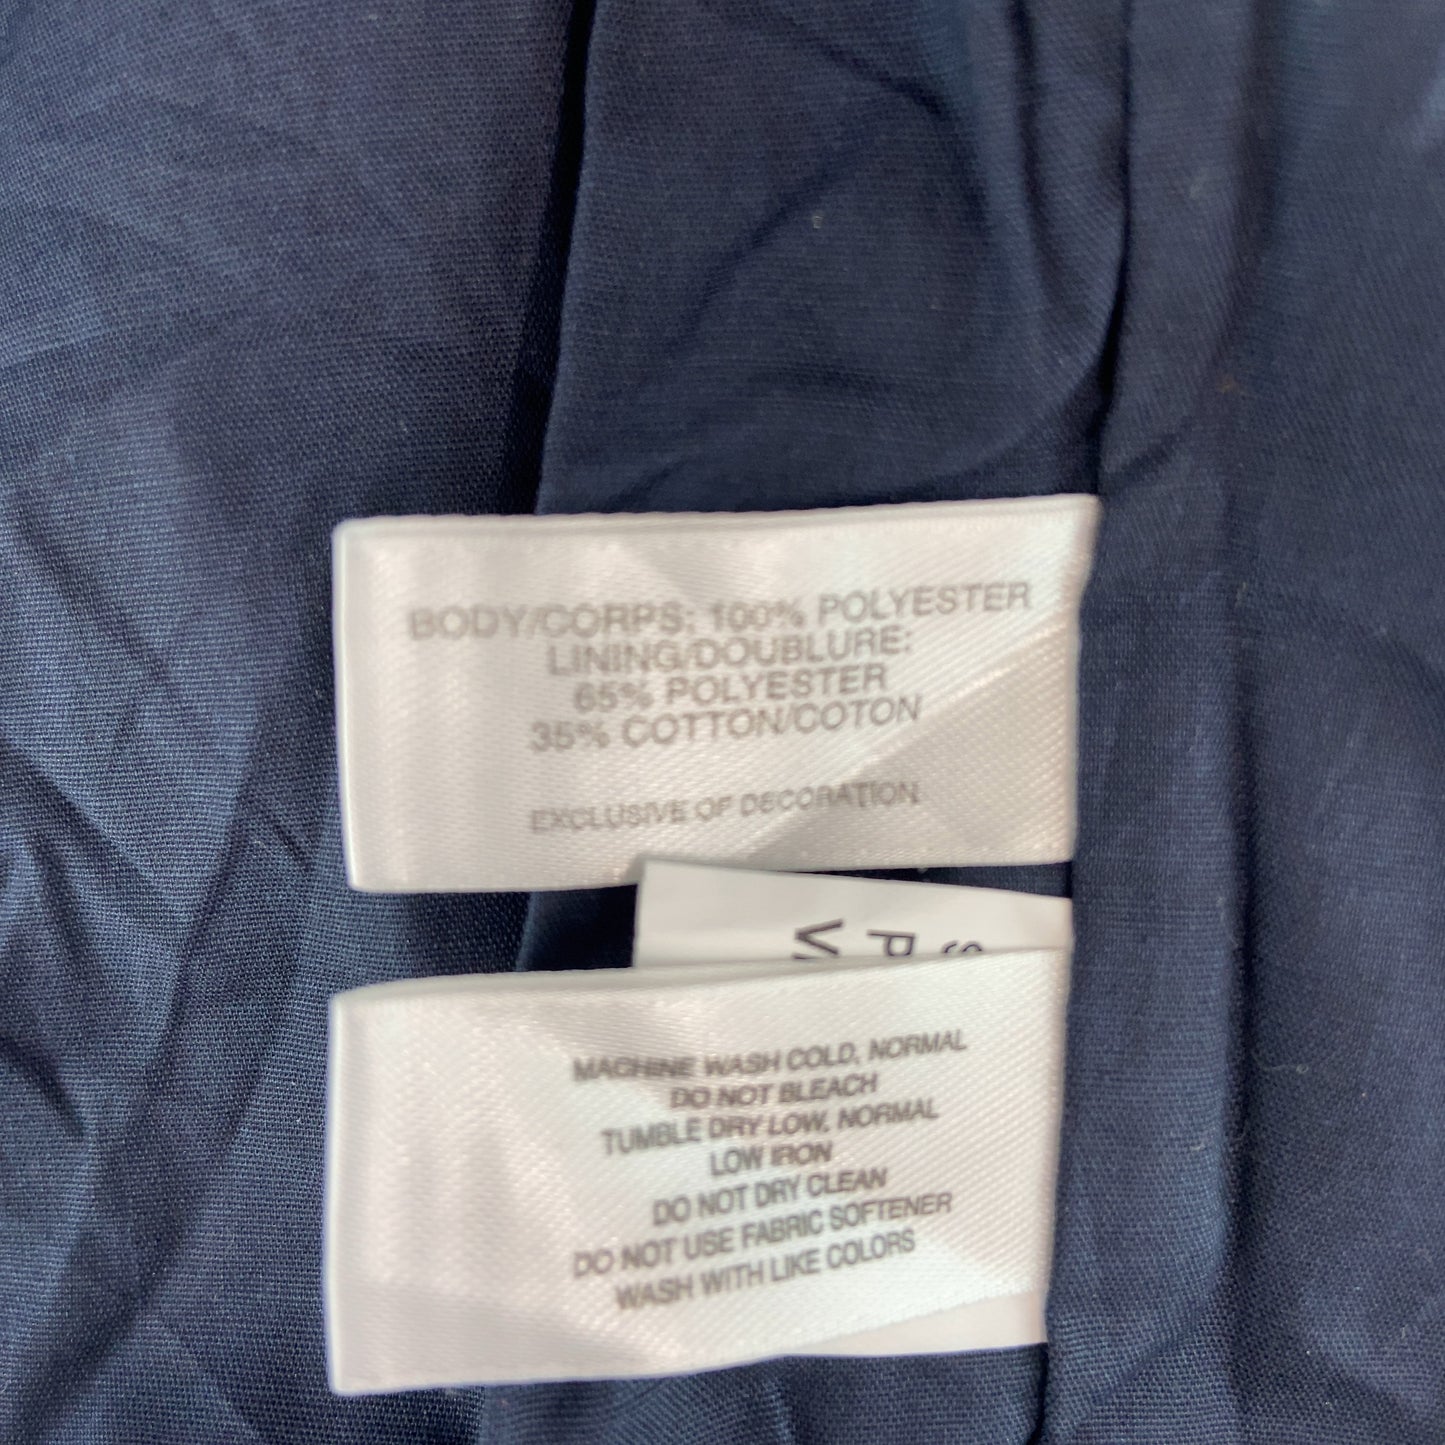 BODY/CORPS: 100% POLYESTER
LINING/DOUBLURE:
65% POLYESTER
35% COTTON/COTON
EXCLUSIVE OF DECORATION
MACHINE WASH COLD, NORMAL
DO NOT BLEACH
TUMBLE DRY LOW, NORMAL
LOW IRON
DO NOT DRY CLEAN
DO NOT USE FABRIC SOFTENER
WASH WITH LIKE COLORS